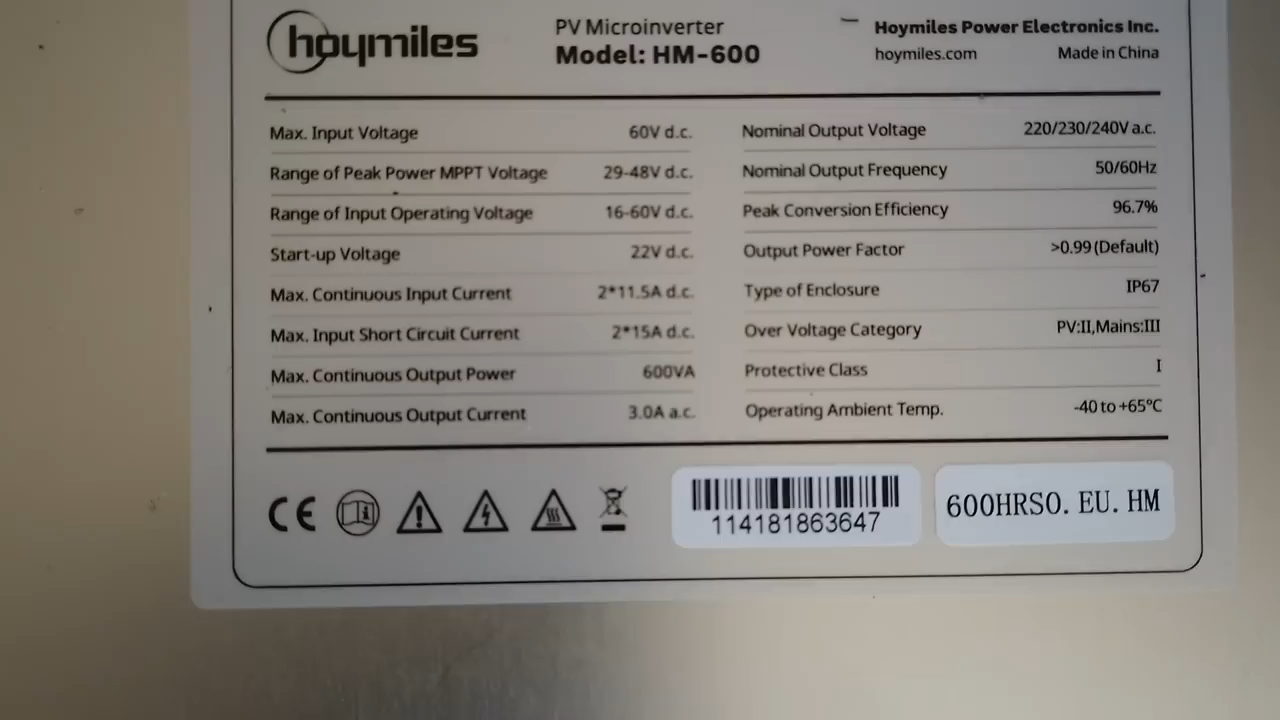 hoymiles
PV Microinverter
Model: HM-600
Hoymiles Power Electronics Inc.
hoymiles.com Made in China
Max. Input Voltage 60V d.c.
Range of Peak Power MPPT Voltage 29-48V d.c.
Range of Input Operating Voltage 16-60V d.c.
Start-up Voltage 22V d.c.
Max. Continuous Input Current 2*11.5A d.c.
Max. Input Short Circuit Current 2*15A d.c.
Max. Continuous Output Power 600VA
Max. Continuous Output Current 3.0A a.c.
Nominal Output Voltage 220/230/240V a.c.
Nominal Output Frequency 50/60Hz
Peak Conversion Efficiency 96.7%
Output Power Factor >0.99 (Default)
Type of Enclosure IP67
Over Voltage Category PV:II,Mains:III
Protective Class I
Operating Ambient Temp. -40 to +65°C
CE
114181863647
600HRSO. EU. HM